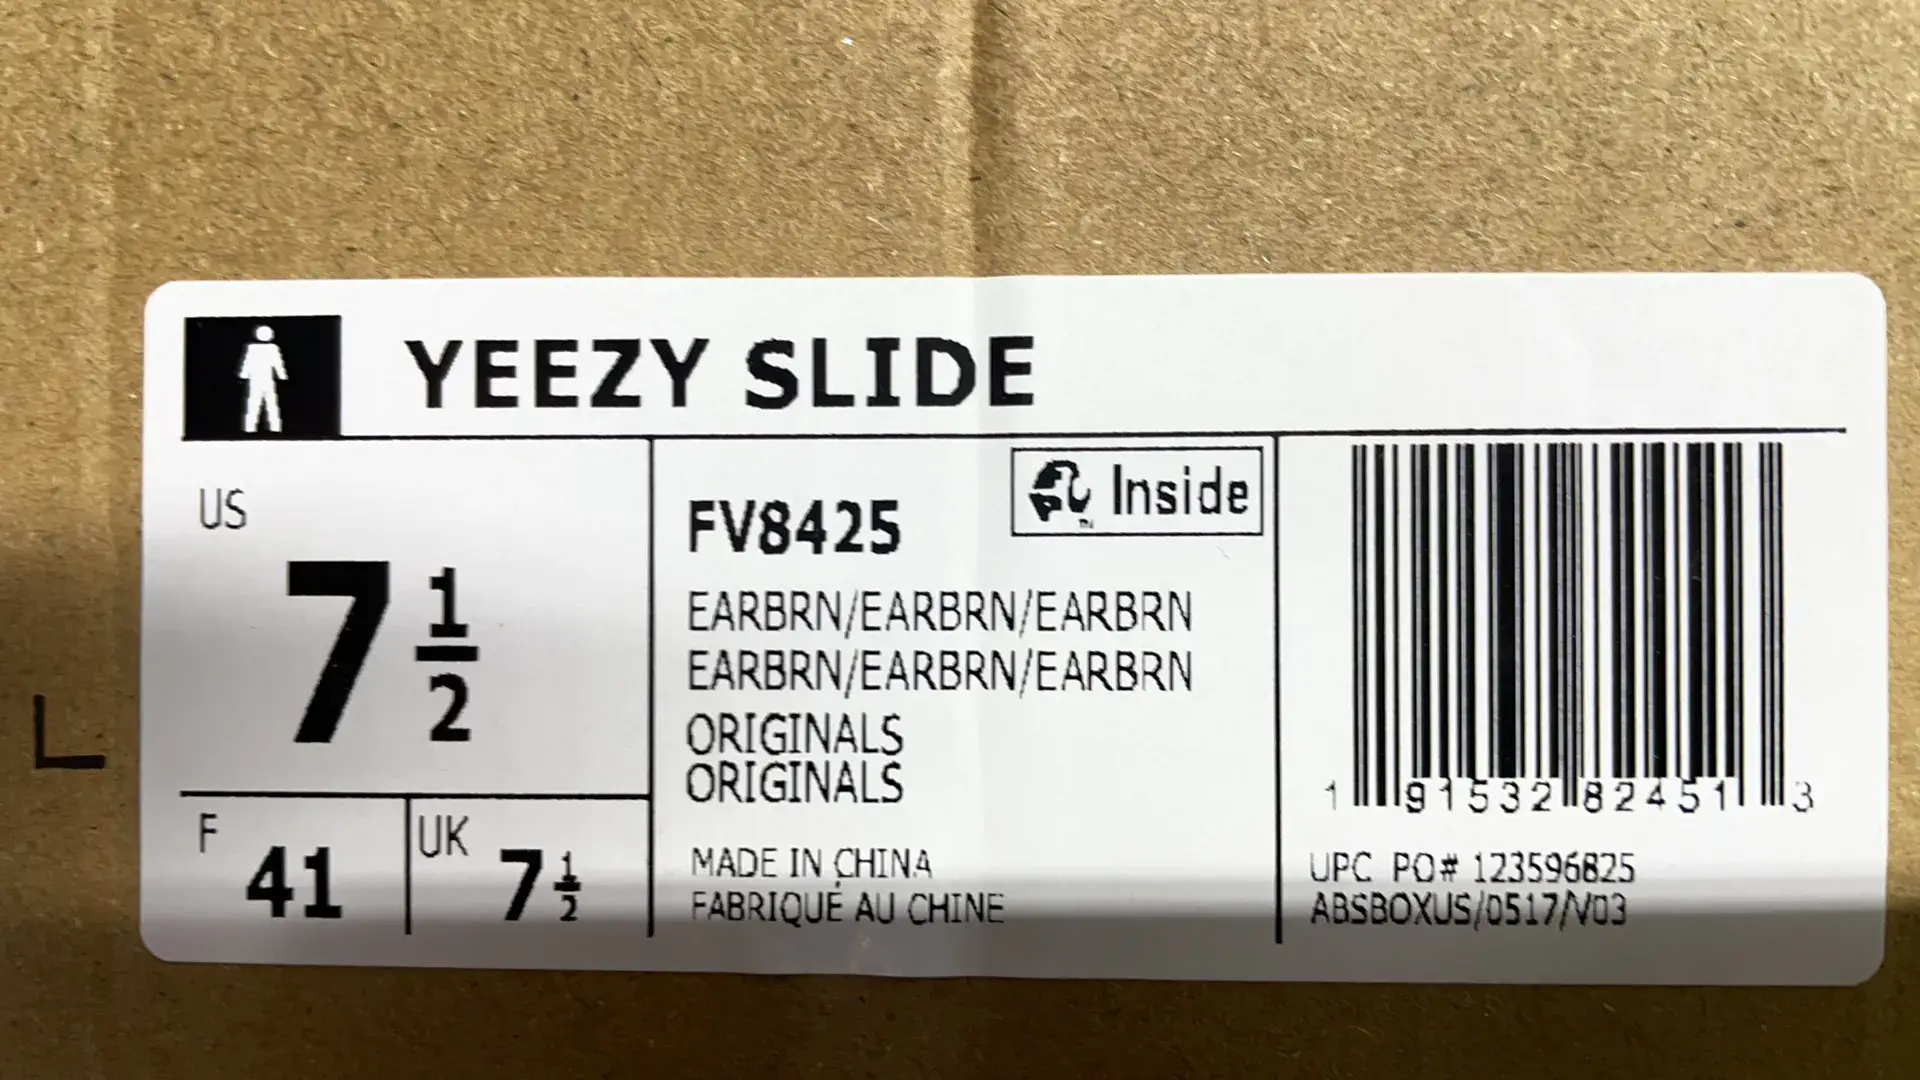 YEEZY SLIDE
US
7 1/2
F
41
UK
7 1/2
FV8425
Inside
EARBRN/EARBRN/EARBRN
EARBRN/EARBRN/EARBRN
ORIGINALS
ORIGINALS
MADE IN CHINA
FABRIQUÉ AU CHINE
1 91532 82451 3
UPC PO# 123596825
ABSBOXUS/0517/V03
L